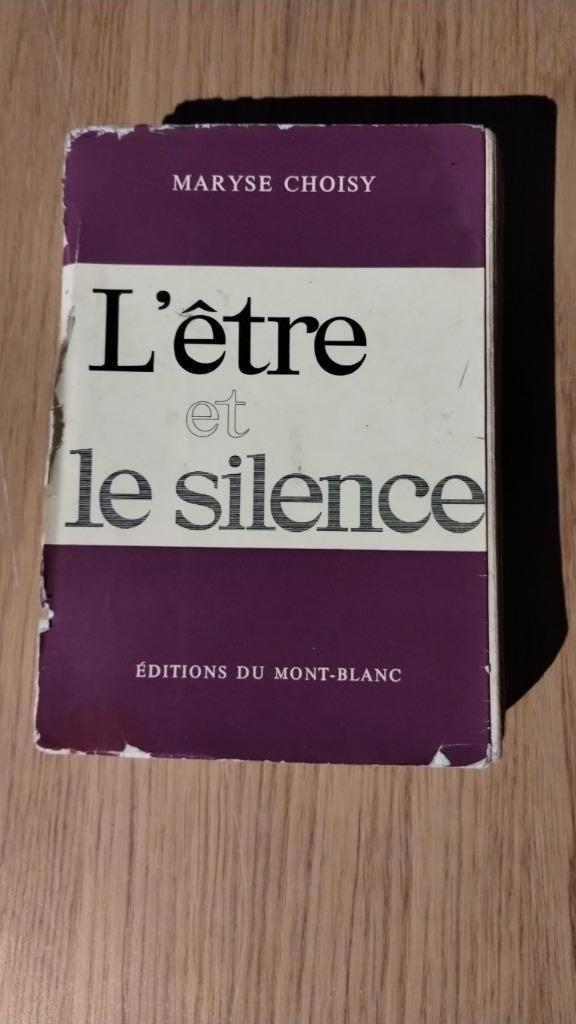 MARYSE CHOISY
L'être
et
le silence
ÉDITIONS DU MONT-BLANC